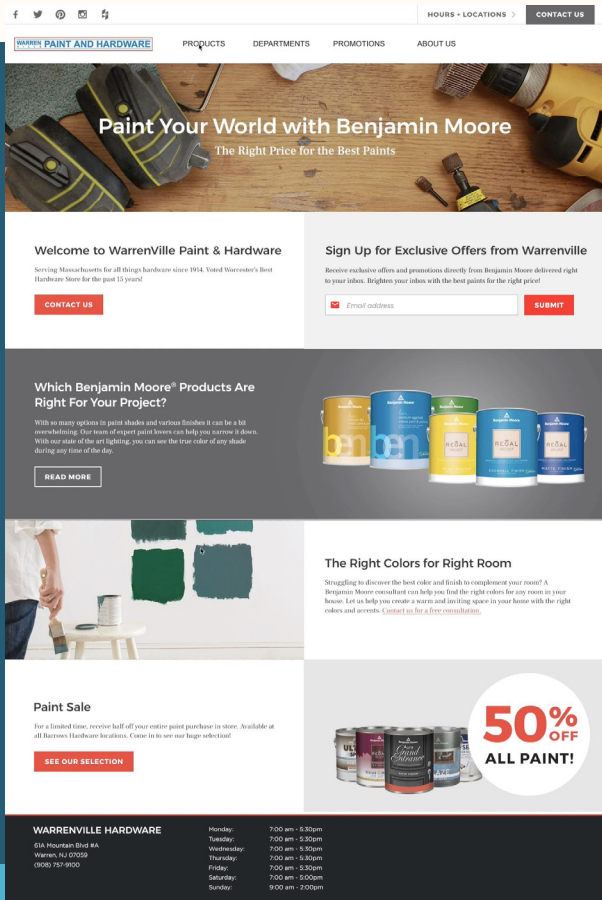 HOURS + LOCATIONS
CONTACT US
WARREN PAINT AND HARDWARE
PRODUCTS
DEPARTMENTS
PROMOTIONS
ABOUT US
Paint Your World with Benjamin Moore
The Right Price for the Best Paints
Welcome to WarrenVille Paint & Hardware
Serving Massachusetts for all things hardware since 1914. Voted Worcester's Best
Hardware Store for the past 15 years!
CONTACT US
Sign Up for Exclusive Offers from Warrenville
Receive exclusive offers and promotions directly from Benjamin Moore delivered right
to your inbox. Brighten your inbox with the best paints for the right price!
Email address
SUBMIT
Which Benjamin Moore® Products Are
Right For Your Project?
With so many options in paint shades and various finishes it can be a bit
overwhelming. Our team of expert paint lovers can help you narrow it down.
With our state of the art lighting, you can see the true color of any shade
during any time of the day.
READ MORE
ben
ben
REGAL
REGAL
REGAL
The Right Colors for Right Room
Struggling to discover the best color and finish to complement your room? A
Benjamin Moore consultant can help you find the right colors for any room in your
house. Let us help you create a warm and inviting space in your home with the right
colors and accents. Contact us for a free consultation.
Paint Sale
For a limited time, receive half off your entire paint purchase in store. Available at
all Barrows Hardware locations. Come in to see our huge selection!
SEE OUR SELECTION
Grand
Entrance
50% OFF
ALL PAINT!
WARRENVILLE HARDWARE
61A Mountain Blvd #A
Warren, NJ 07059
(908) 757-9100
Monday: 7:00 am - 5:30pm
Tuesday: 7:00 am - 5:30pm
Wednesday: 7:00 am - 5:30pm
Thursday: 7:00 am - 5:30pm
Friday: 7:00 am - 5:30pm
Saturday: 7:00 am - 5:00pm
Sunday: 9:00 am - 2:00pm